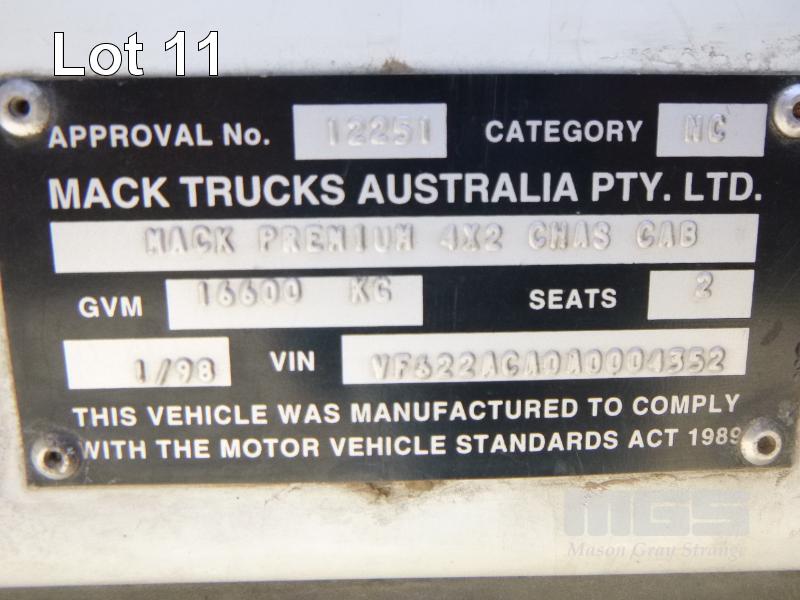 Lot 11
APPROVAL No. 12251 CATEGORY NC
MACK TRUCKS AUSTRALIA PTY. LTD.
MACK PREMIUM 4X2 CHAS CAB
GVM 16600 KG SEATS 2
1/98 VIN VF622ACA0A0004352
THIS VEHICLE WAS MANUFACTURED TO COMPLY
WITH THE MOTOR VEHICLE STANDARDS ACT 1989
MGS
Mason Gray Strange